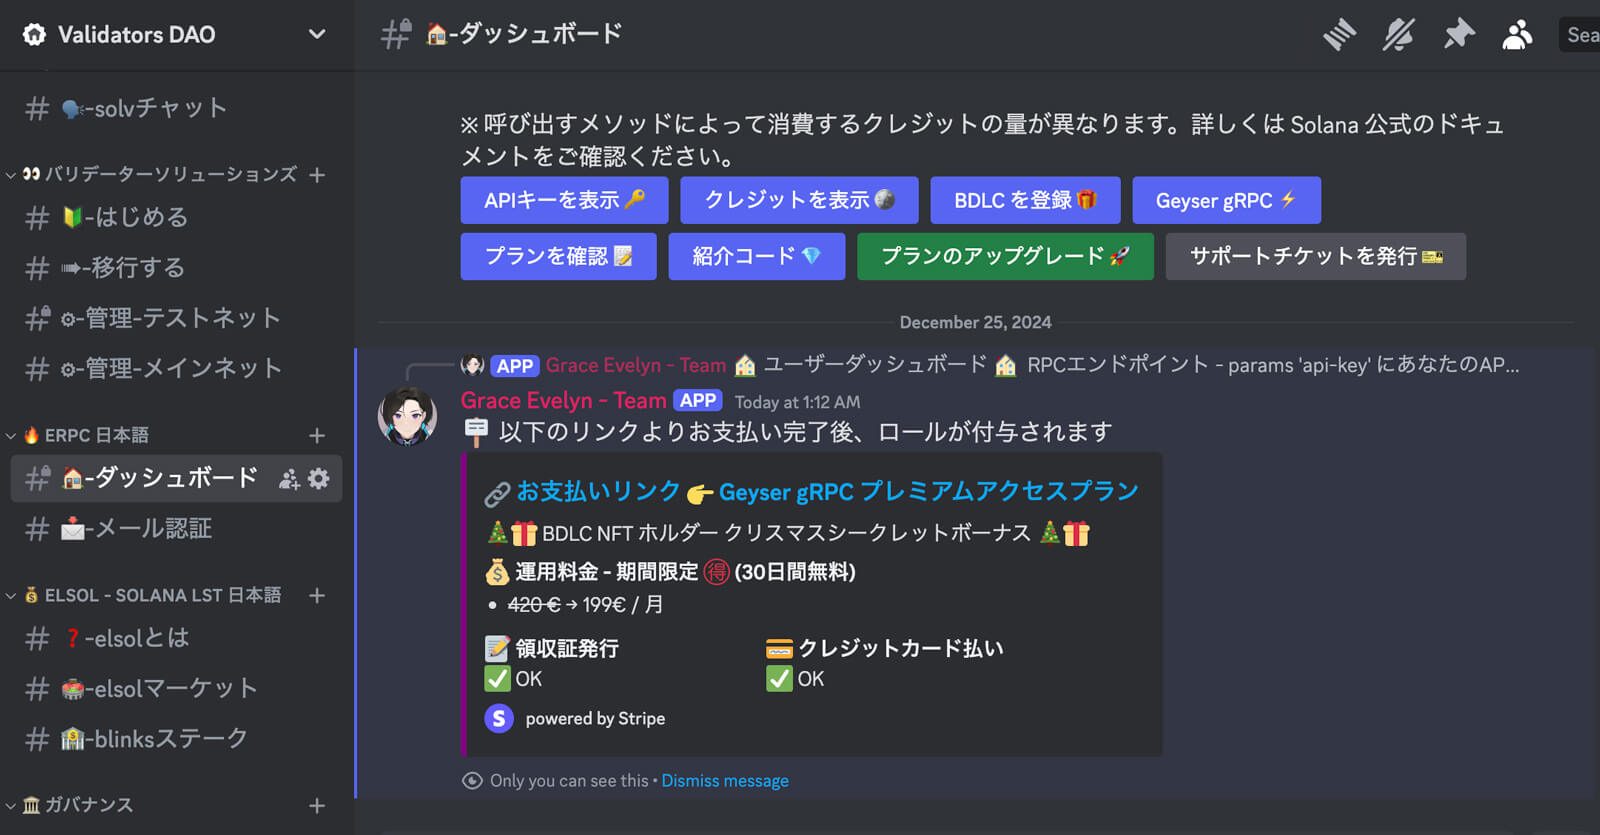 Validators DAO
-solvチャット
バリデーターソリューションズ
-はじめる
-移行する
-管理-テストネット
-管理-メインネット
ERPC 日本語
-ダッシュボード
-メール認証
ELSOL - SOLANA LST 日本語
-elsolとは
-elsolマーケット
-blinksステーク
ガバナンス
-ダッシュボード
Sea
※ 呼び出すメソッドによって消費するクレジットの量が異なります。詳しくは Solana 公式のドキュ
メントをご確認ください。
APIキーを表示 クレジットを表示 BDLC を登録 Geyser gRPC
プランを確認 紹介コード プランのアップグレード サポートチケットを発行
December 25, 2024
APP Grace Evelyn - Team ユーザーダッシュボード RPCエンドポイント - params 'api-key' にあなたのAP...
Grace Evelyn - Team APP Today at 1:12 AM
以下のリンクよりお支払い完了後、ロールが付与されます
お支払いリンク Geyser gRPC プレミアムアクセスプラン
BDLC NFT ホルダー クリスマスシークレットボーナス
運用料金 - 期間限定 🉐 (30日間無料)
• 420 € → 199€ / 月
領収証発行 クレジットカード払い
OK OK
S powered by Stripe
Only you can see this • Dismiss message